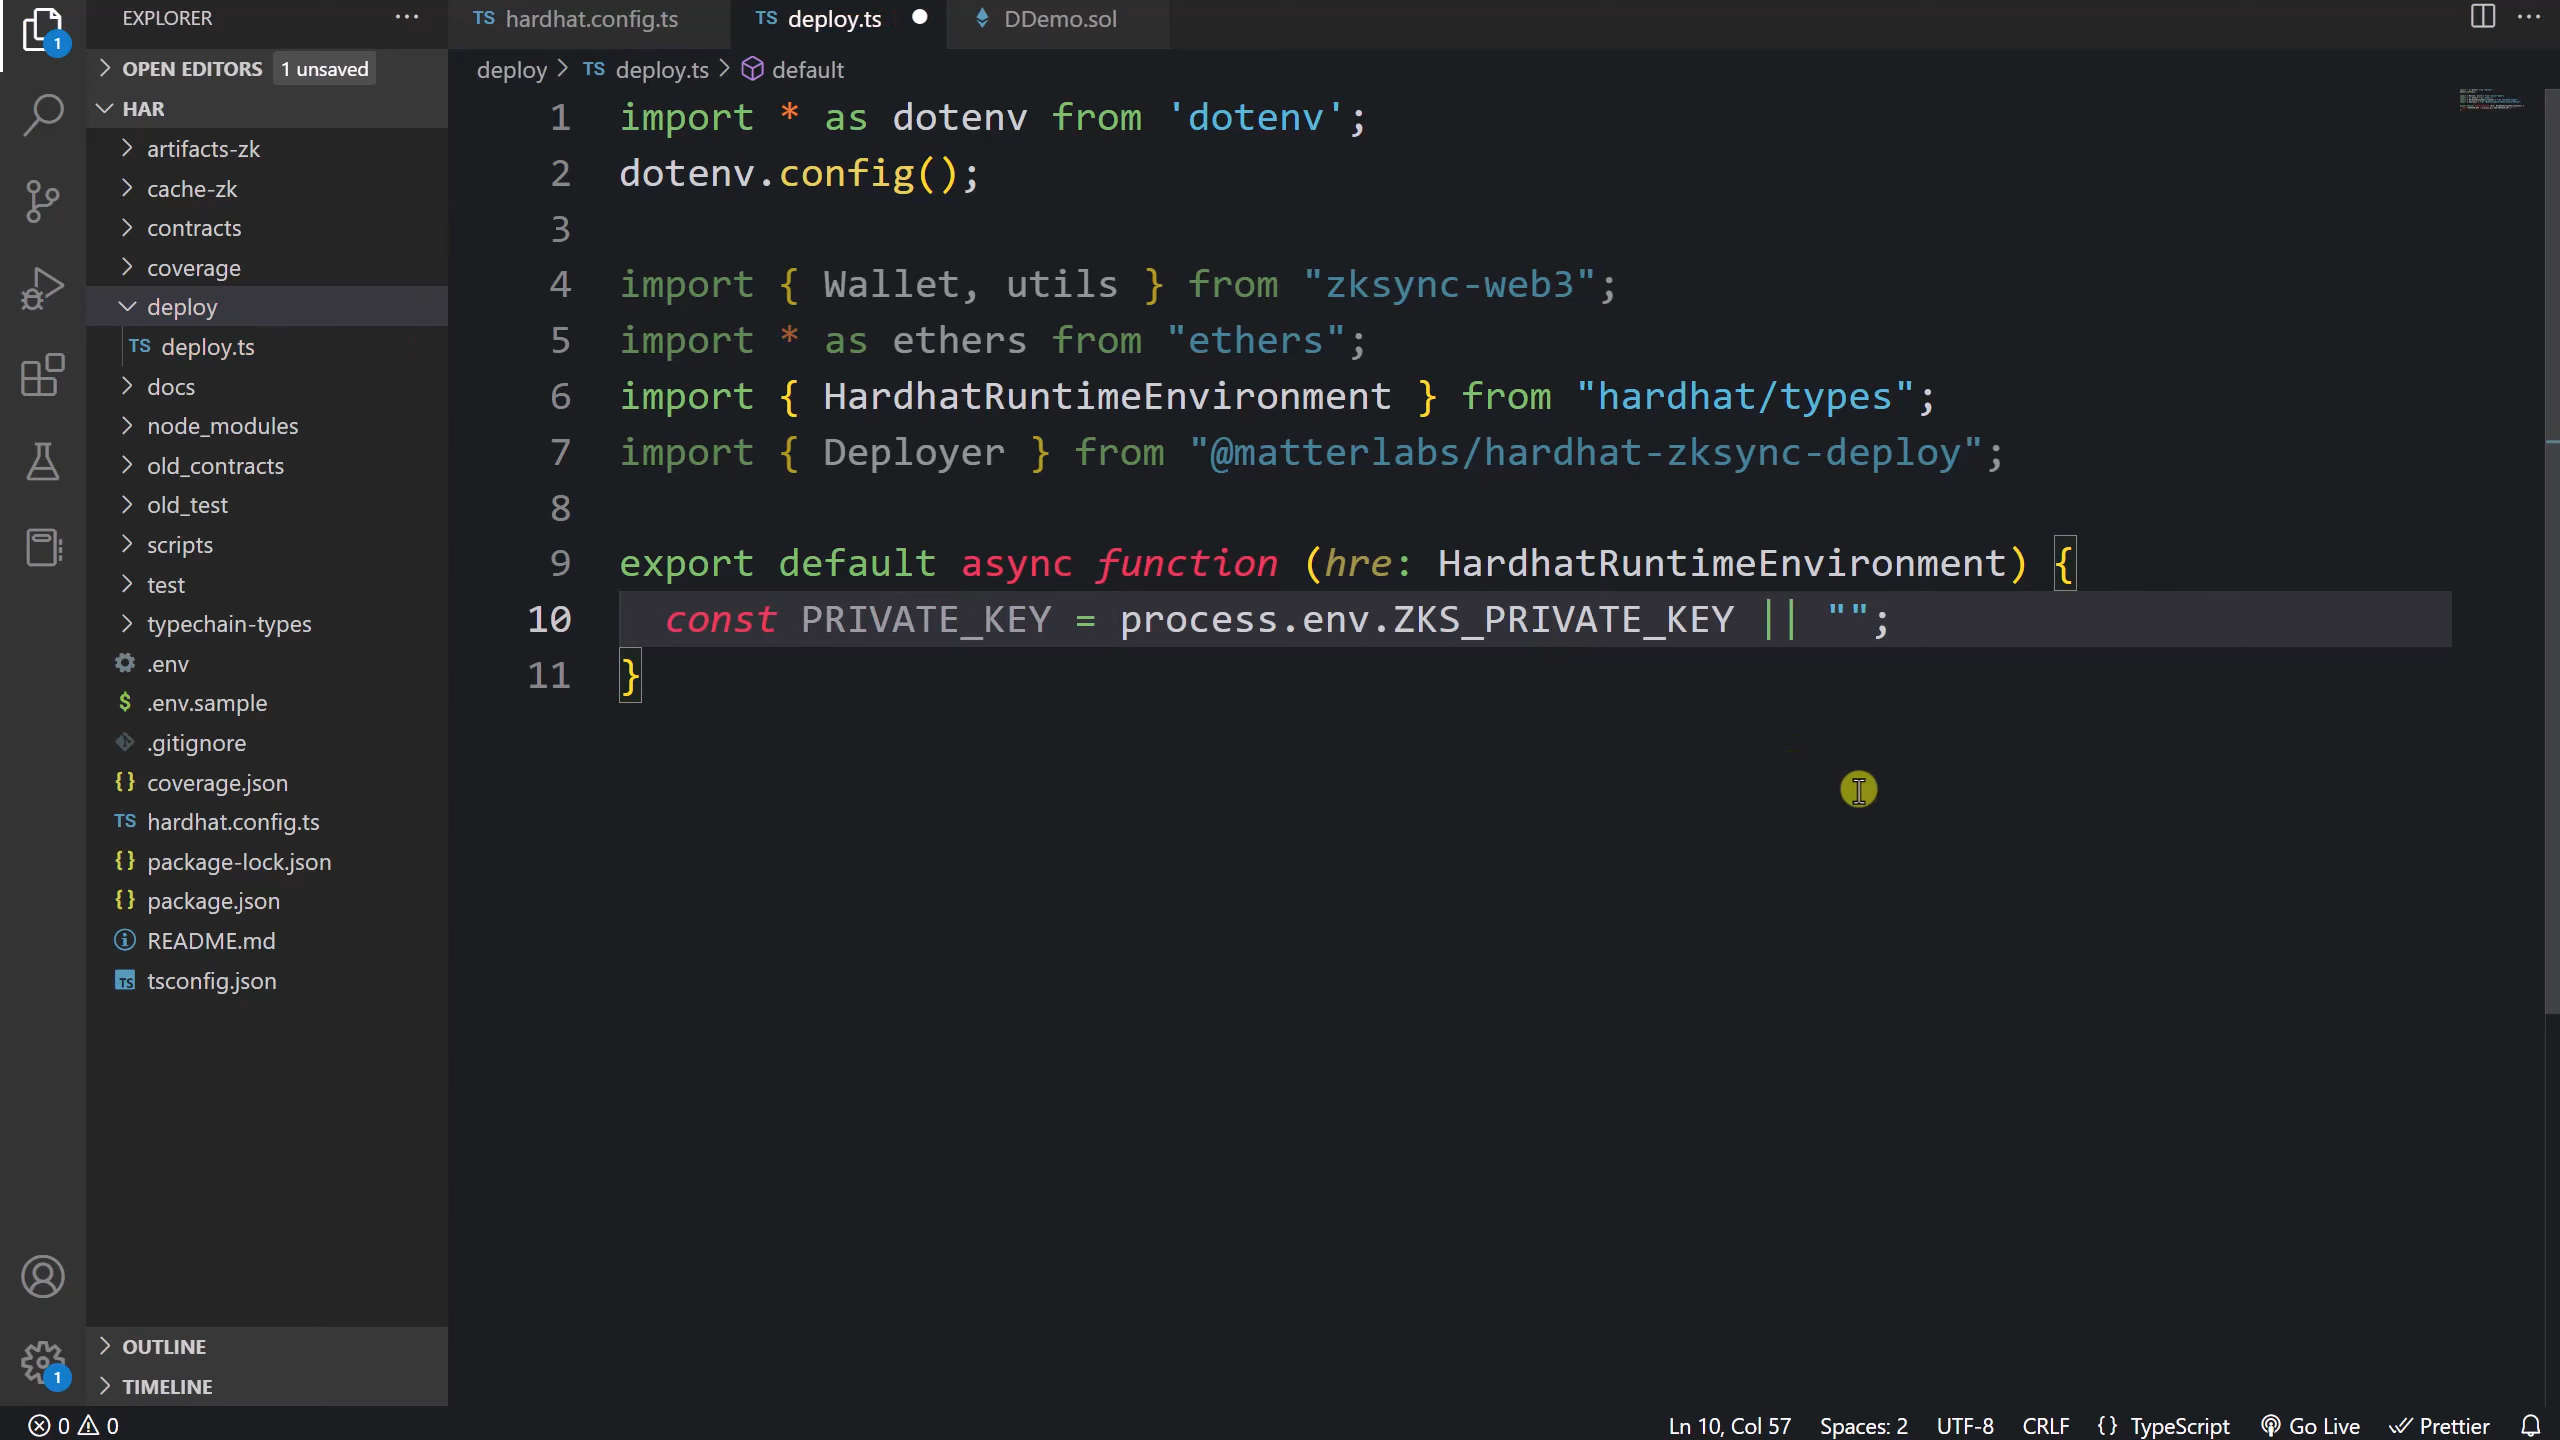 EXPLORER
OPEN EDITORS 1 unsaved
HAR
artifacts-zk
cache-zk
contracts
coverage
deploy
TS deploy.ts
docs
node_modules
old_contracts
old_test
scripts
test
typechain-types
.env
$ .env.sample
.gitignore
{} coverage.json
TS hardhat.config.ts
{} package-lock.json
{} package.json
README.md
TS tsconfig.json
OUTLINE
TIMELINE
1
1
TS hardhat.config.ts
TS deploy.ts
DDemo.sol
deploy > TS deploy.ts > default
1 import * as dotenv from 'dotenv';
2 dotenv.config();
3
4 import { Wallet, utils } from "zksync-web3";
5 import * as ethers from "ethers";
6 import { HardhatRuntimeEnvironment } from "hardhat/types";
7 import { Deployer } from "@matterlabs/hardhat-zksync-deploy";
8
9 export default async function (hre: HardhatRuntimeEnvironment) {
10 const PRIVATE_KEY = process.env.ZKS_PRIVATE_KEY || "";
11 }
0 0 Ln 10, Col 57 Spaces: 2 UTF-8 CRLF {} TypeScript Go Live Prettier